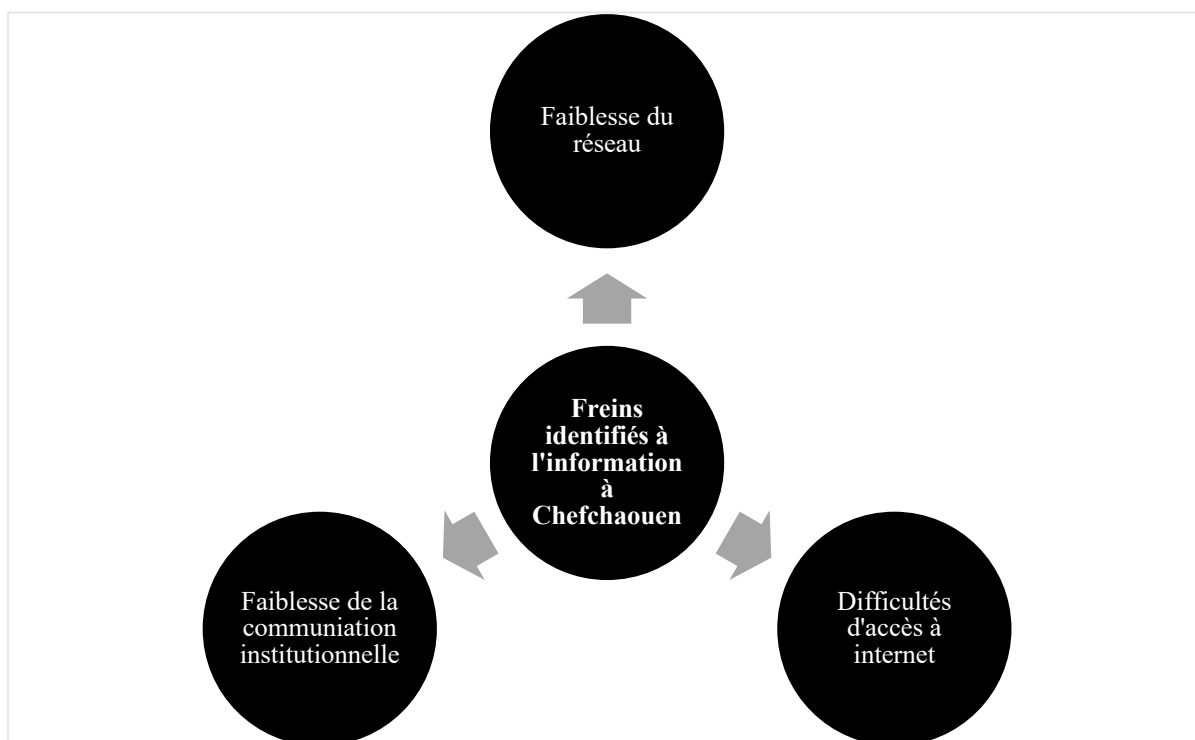 Faiblesse du
réseau
Freins
identifiés à
l'information
à
Chefchaouen
Faiblesse de la
communiation
institutionnelle
Difficultés
d'accès à
internet